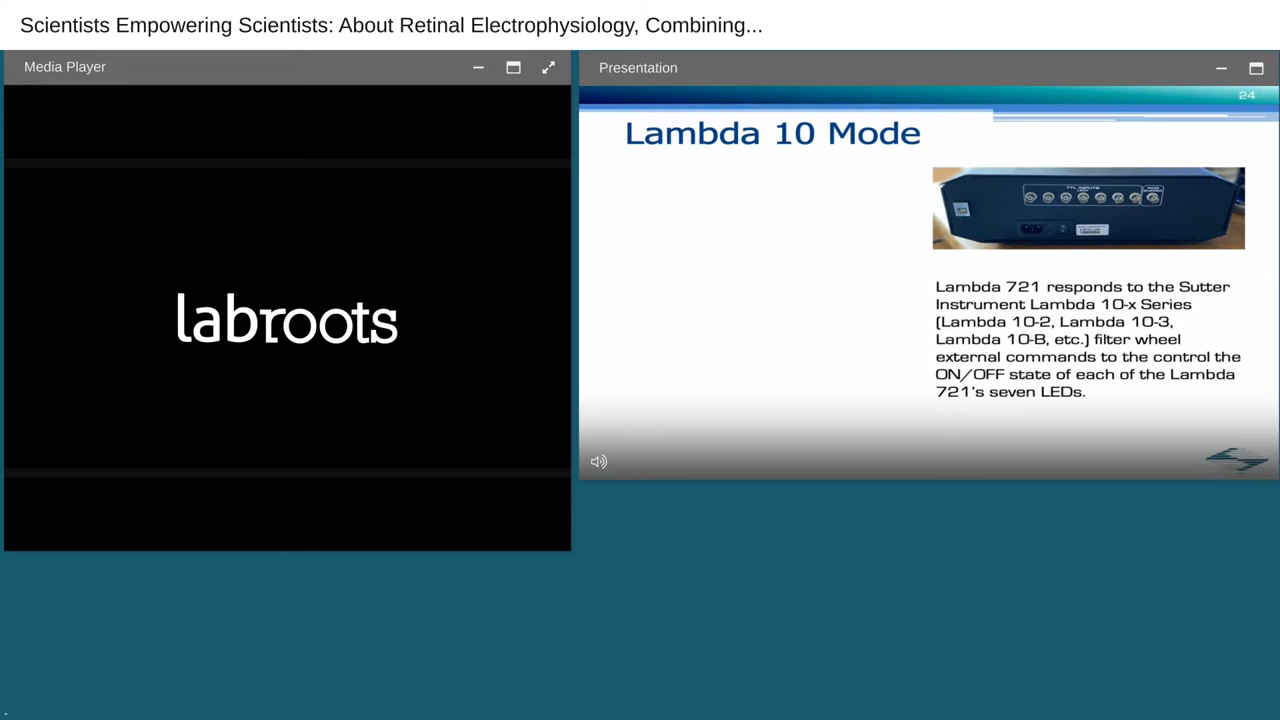 Scientists Empowering Scientists: About Retinal Electrophysiology, Combining...
Media Player
labroots
Presentation
24
Lambda 10 Mode
TTL INPUTS
Lambda 721 responds to the Sutter
Instrument Lambda 10-x Series
(Lambda 10-2, Lambda 10-3,
Lambda 10-B, etc.) filter wheel
external commands to the control the
ON/OFF state of each of the Lambda
721's seven LEDs.